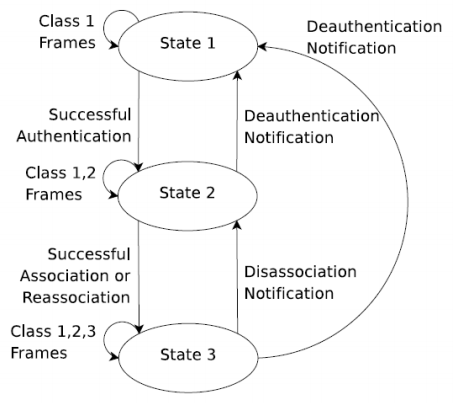 Class 1
Frames
State 1
Deauthentication
Notification
Successful
Authentication
Deauthentication
Notification
Class 1,2
Frames
State 2
Successful
Association or
Reassociation
Disassociation
Notification
Class 1,2,3
Frames
State 3